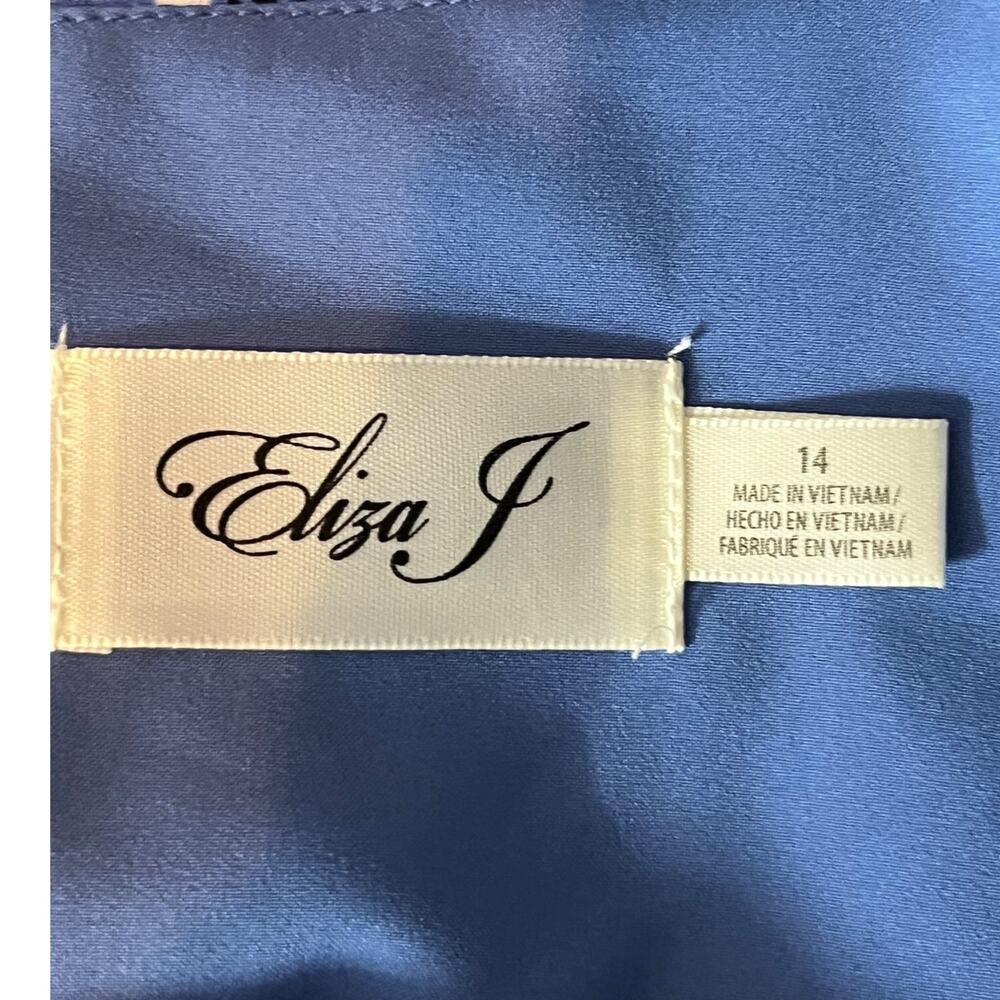 Eliza J
14
MADE IN VIETNAM/
HECHO EN VIETNAM/
FABRIQUÉ EN VIETNAM